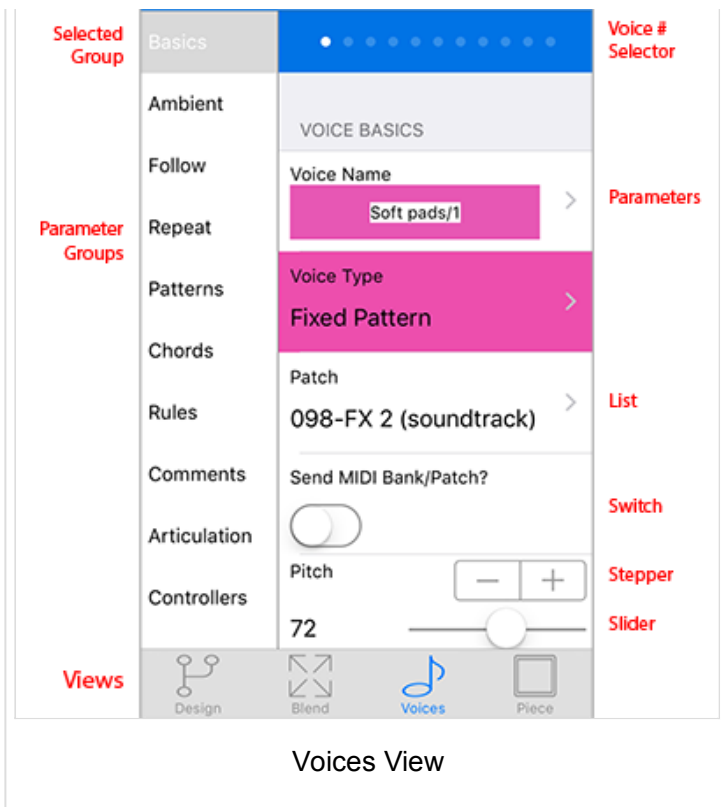 Selected
Group
Basics
Voice #
Selector
Ambient
VOICE BASICS
Follow
Voice Name
Soft pads/1
Parameters
Parameter
Groups
Repeat
Patterns
Voice Type
Fixed Pattern
Chords
Patch
098-FX 2 (soundtrack)
List
Rules
Comments
Send MIDI Bank/Patch?
Switch
Articulation
Pitch
Stepper
Controllers
72
Slider
Views
Design
Blend
Voices
Piece
Voices View